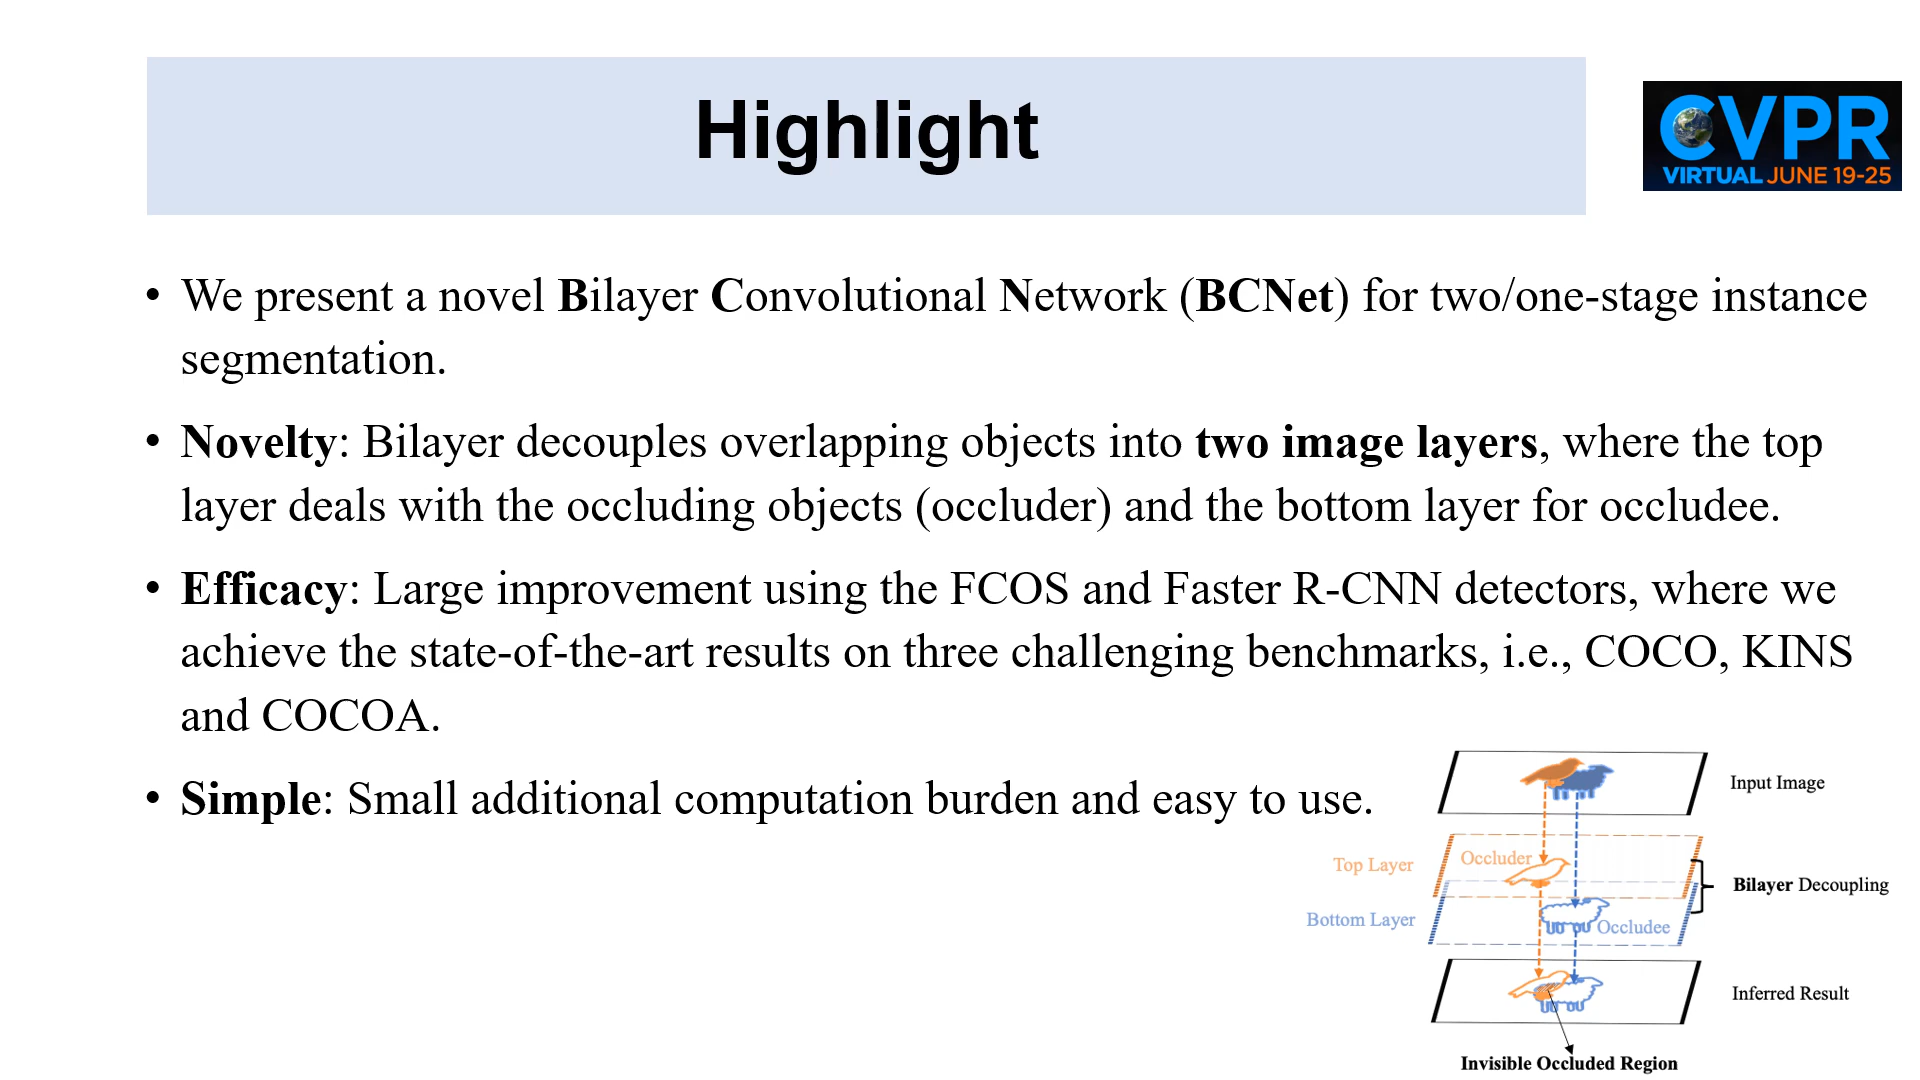 Highlight
CVPR
VIRTUAL JUNE 19-25
• We present a novel Bilayer Convolutional Network (BCNet) for two/one-stage instance
segmentation.
• Novelty: Bilayer decouples overlapping objects into two image layers, where the top
layer deals with the occluding objects (occluder) and the bottom layer for occludee.
• Efficacy: Large improvement using the FCOS and Faster R-CNN detectors, where we
achieve the state-of-the-art results on three challenging benchmarks, i.e., COCO, KINS
and COCOA.
• Simple: Small additional computation burden and easy to use.
Input Image
Top Layer
Occluder
Bilayer Decoupling
Bottom Layer
Occludee
Inferred Result
Invisible Occluded Region